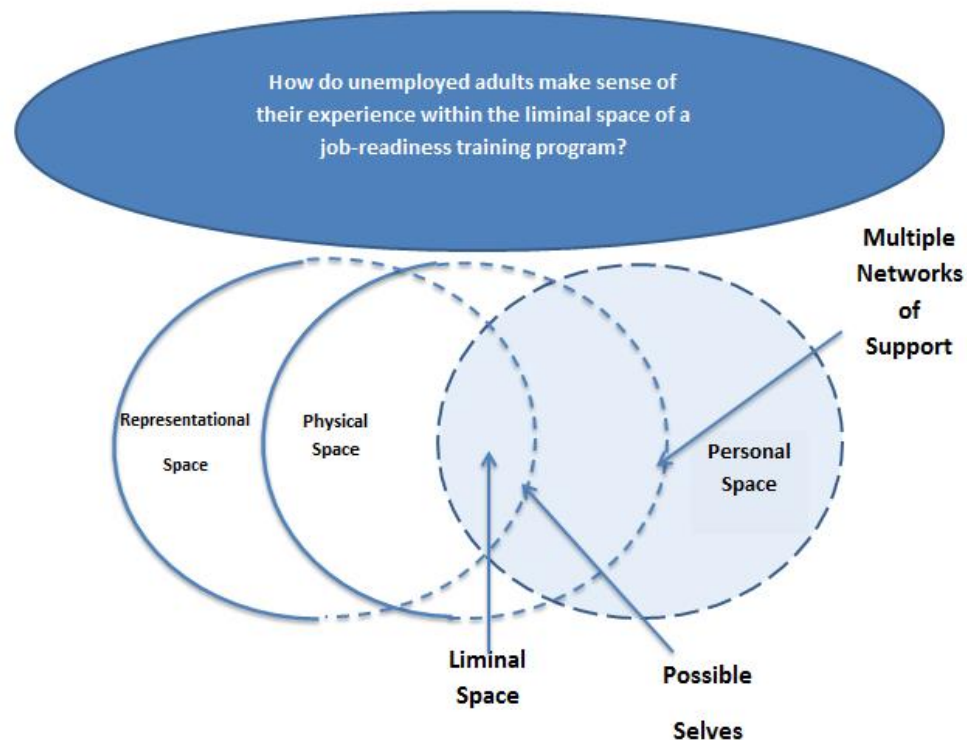 How do unemployed adults make sense of
their experience within the liminal space of a
job-readiness training program?
Multiple
Networks
of
Support
Representational
Space
Physical
Space
Personal
Space
Liminal
Space
Possible
Selves